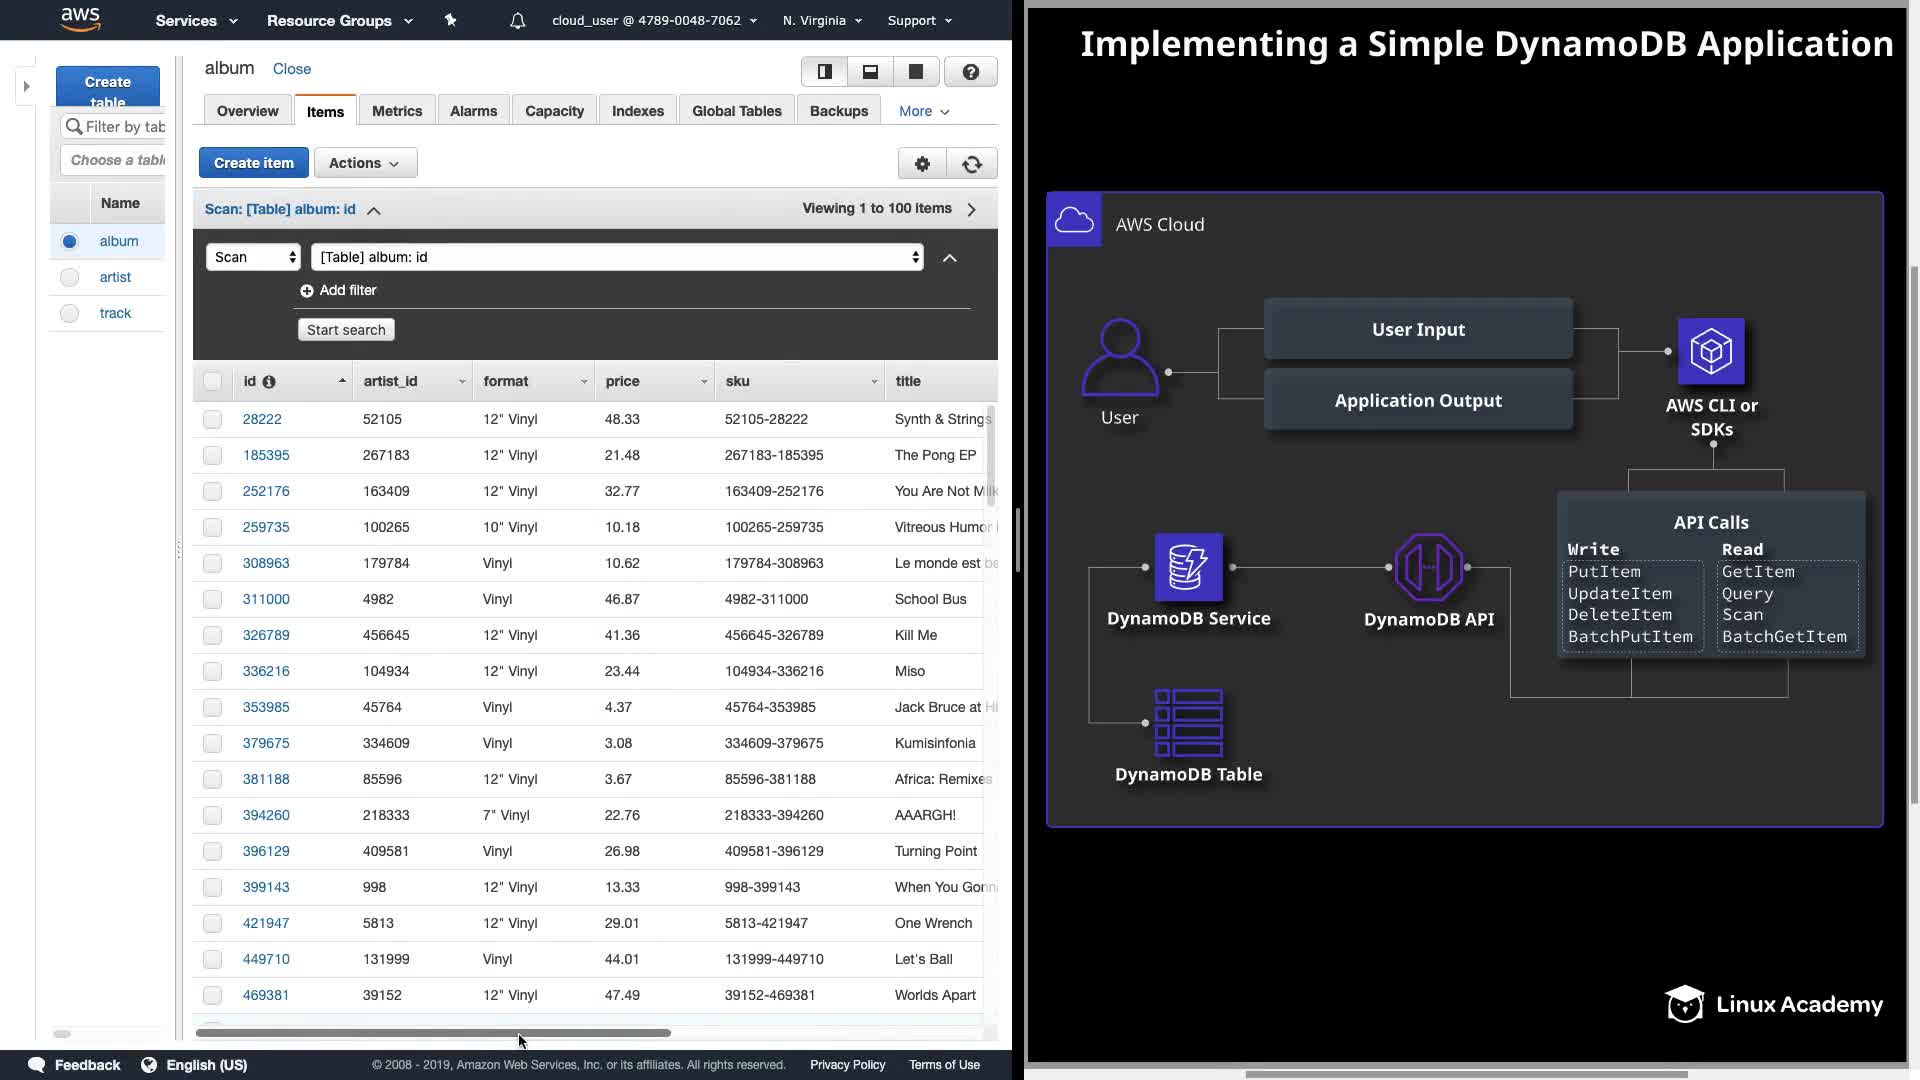 aws Services Resource Groups cloud_user @ 4789-0048-7062 N. Virginia Support
Create table
Filter by tab
Choose a table
Name
album
artist
track
album Close
Overview Items Metrics Alarms Capacity Indexes Global Tables Backups More
Create item Actions
Scan: [Table] album: id Viewing 1 to 100 items
Scan [Table] album: id
Add filter
Start search
id artist_id format price sku title
28222 52105 12" Vinyl 48.33 52105-28222 Synth & Strings
185395 267183 12" Vinyl 21.48 267183-185395 The Pong EP
252176 163409 12" Vinyl 32.77 163409-252176 You Are Not Milk
259735 100265 10" Vinyl 10.18 100265-259735 Vitreous Humor
308963 179784 Vinyl 10.62 179784-308963 Le monde est be
311000 4982 Vinyl 46.87 4982-311000 School Bus
326789 456645 12" Vinyl 41.36 456645-326789 Kill Me
336216 104934 12" Vinyl 23.44 104934-336216 Miso
353985 45764 Vinyl 4.37 45764-353985 Jack Bruce at Hi
379675 334609 Vinyl 3.08 334609-379675 Kumisinfonia
381188 85596 12" Vinyl 3.67 85596-381188 Africa: Remixes
394260 218333 7" Vinyl 22.76 218333-394260 AAARGH!
396129 409581 Vinyl 26.98 409581-396129 Turning Point
399143 998 12" Vinyl 13.33 998-399143 When You Gonn
421947 5813 12" Vinyl 29.01 5813-421947 One Wrench
449710 131999 Vinyl 44.01 131999-449710 Let's Ball
469381 39152 12" Vinyl 47.49 39152-469381 Worlds Apart
Feedback English (US) © 2008 - 2019, Amazon Web Services, Inc. or its affiliates. All rights reserved. Privacy Policy Terms of Use
Implementing a Simple DynamoDB Application
AWS Cloud
User Input
Application Output
User
AWS CLI or
SDKs
API Calls
Write Read
PutItem GetItem
UpdateItem Query
DeleteItem Scan
BatchPutItem BatchGetItem
DynamoDB Service
DynamoDB API
DynamoDB Table
Linux Academy